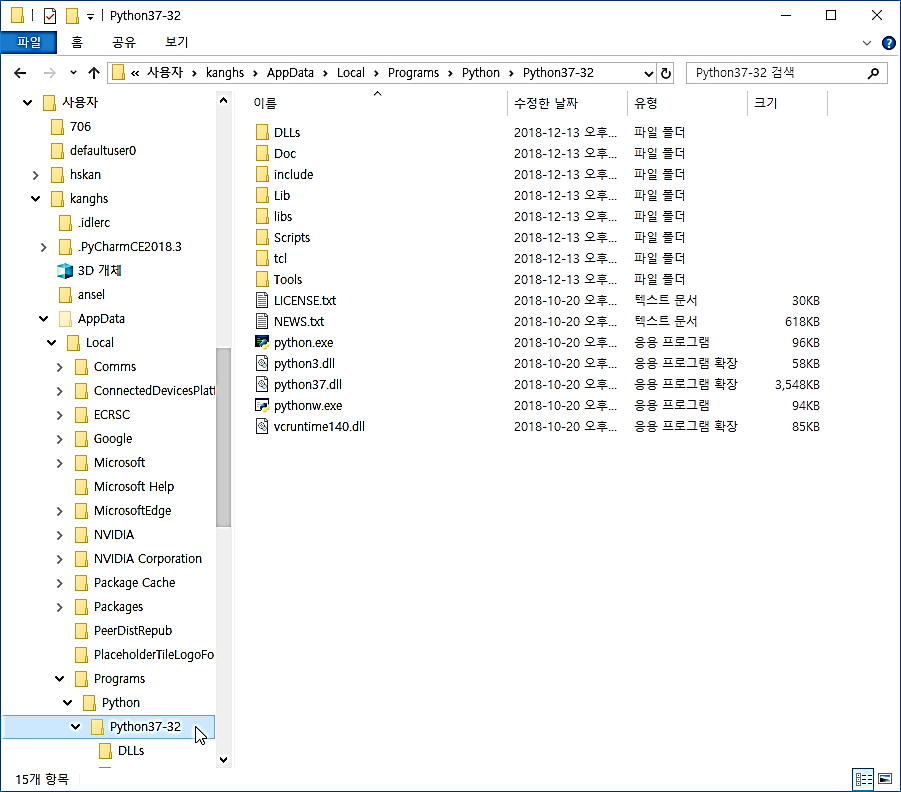 Python37-32
파일 홈 공유 보기
« 사용자 > kanghs > AppData > Local > Programs > Python > Python37-32 Python37-32 검색
사용자
706
defaultuser0
hskan
kanghs
.idlerc
.PyCharmCE2018.3
3D 개체
ansel
AppData
Local
Comms
ConnectedDevicesPlatf
ECRSC
Google
Microsoft
Microsoft Help
MicrosoftEdge
NVIDIA
NVIDIA Corporation
Package Cache
Packages
PeerDistRepub
PlaceholderTileLogoFo
Programs
Python
Python37-32
DLLs
이름 수정한 날짜 유형 크기
DLLs 2018-12-13 오후... 파일 폴더
Doc 2018-12-13 오후... 파일 폴더
include 2018-12-13 오후... 파일 폴더
Lib 2018-12-13 오후... 파일 폴더
libs 2018-12-13 오후... 파일 폴더
Scripts 2018-12-13 오후... 파일 폴더
tcl 2018-12-13 오후... 파일 폴더
Tools 2018-12-13 오후... 파일 폴더
LICENSE.txt 2018-10-20 오후... 텍스트 문서 30KB
NEWS.txt 2018-10-20 오후... 텍스트 문서 618KB
python.exe 2018-10-20 오후... 응용 프로그램 96KB
python3.dll 2018-10-20 오후... 응용 프로그램 확장 58KB
python37.dll 2018-10-20 오후... 응용 프로그램 확장 3,548KB
pythonw.exe 2018-10-20 오후... 응용 프로그램 94KB
vcruntime140.dll 2018-10-20 오후... 응용 프로그램 확장 85KB
15개 항목